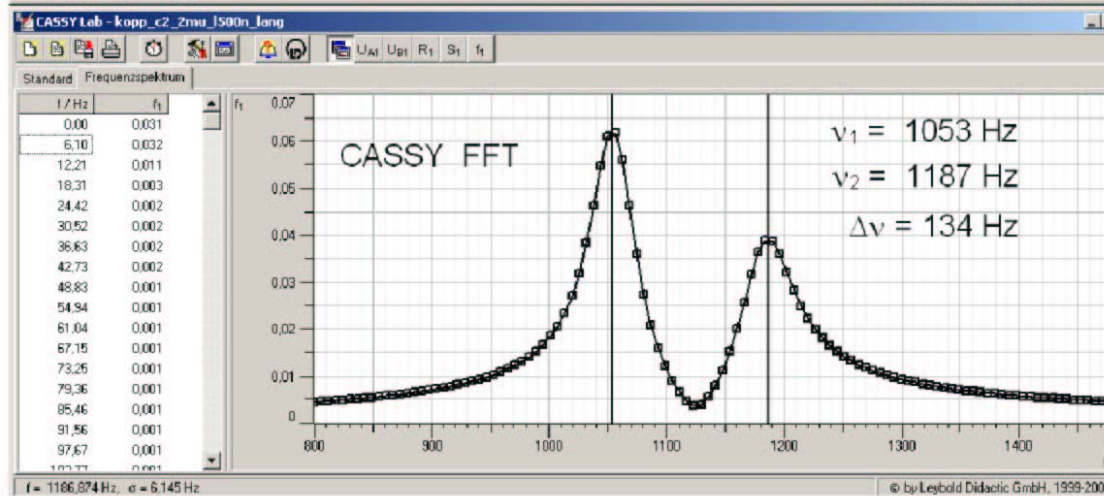 CASSY Lab - kopp_c2_2mu_l500n_lang
UA1 UB1 R1 S1 f1
Standard Frequenzspektrum
f / Hz f1
0,00 0,031
6,10 0,032
12,21 0,011
18,31 0,003
24,42 0,002
30,52 0,002
36,63 0,002
42,73 0,002
48,83 0,001
54,94 0,001
61,04 0,001
67,15 0,001
73,25 0,001
79,36 0,001
85,46 0,001
91,56 0,001
97,67 0,001
f1
0,07
0,06
0,05
0,04
0,03
0,02
0,01
0
800 900 1000 1100 1200 1300 1400
CASSY FFT
ν1 = 1053 Hz
ν2 = 1187 Hz
Δν = 134 Hz
f = 1186,874 Hz, σ = 6,145 Hz
© by Leybold Didactic GmbH, 1999-200